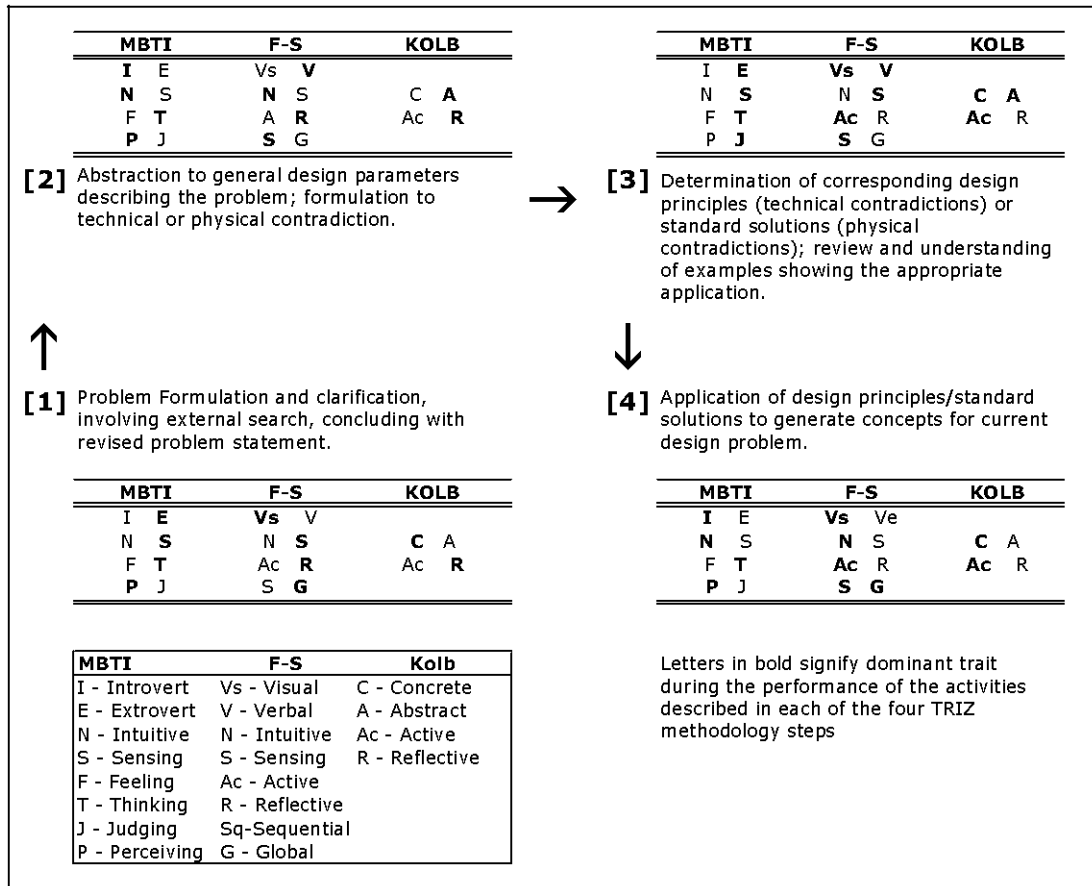 MBTI F-S KOLB
I E Vs V
N S N S C A
F T A R Ac R
P J S G
[2] Abstraction to general design parameters
describing the problem; formulation to
technical or physical contradiction.
→
MBTI F-S KOLB
I E Vs V
N S N S C A
F T Ac R Ac R
P J S G
[3] Determination of corresponding design
principles (technical contradictions) or
standard solutions (physical
contradictions); review and understanding
of examples showing the appropriate
application.
↑
↓
[1] Problem Formulation and clarification,
involving external search, concluding with
revised problem statement.
MBTI F-S KOLB
I E Vs V
N S N S C A
F T Ac R Ac R
P J S G
[4] Application of design principles/standard
solutions to generate concepts for current
design problem.
MBTI F-S KOLB
I E Vs Ve
N S N S C A
F T Ac R Ac R
P J S G
MBTI F-S Kolb
I - Introvert Vs - Visual C - Concrete
E - Extrovert V - Verbal A - Abstract
N - Intuitive N - Intuitive Ac - Active
S - Sensing S - Sensing R - Reflective
F - Feeling Ac - Active
T - Thinking R - Reflective
J - Judging Sq-Sequential
P - Perceiving G - Global
Letters in bold signify dominant trait
during the performance of the activities
described in each of the four TRIZ
methodology steps